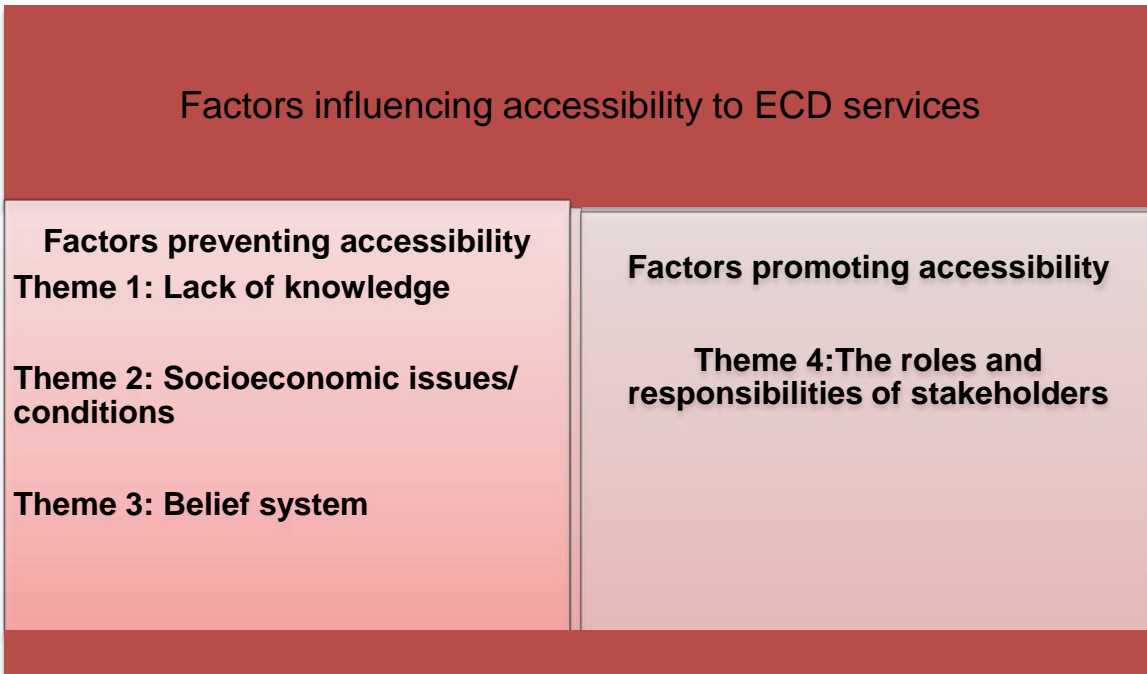 Factors influencing accessibility to ECD services
Factors preventing accessibility
Theme 1: Lack of knowledge
Theme 2: Socioeconomic issues/
conditions
Theme 3: Belief system
Factors promoting accessibility
Theme 4:The roles and
responsibilities of stakeholders